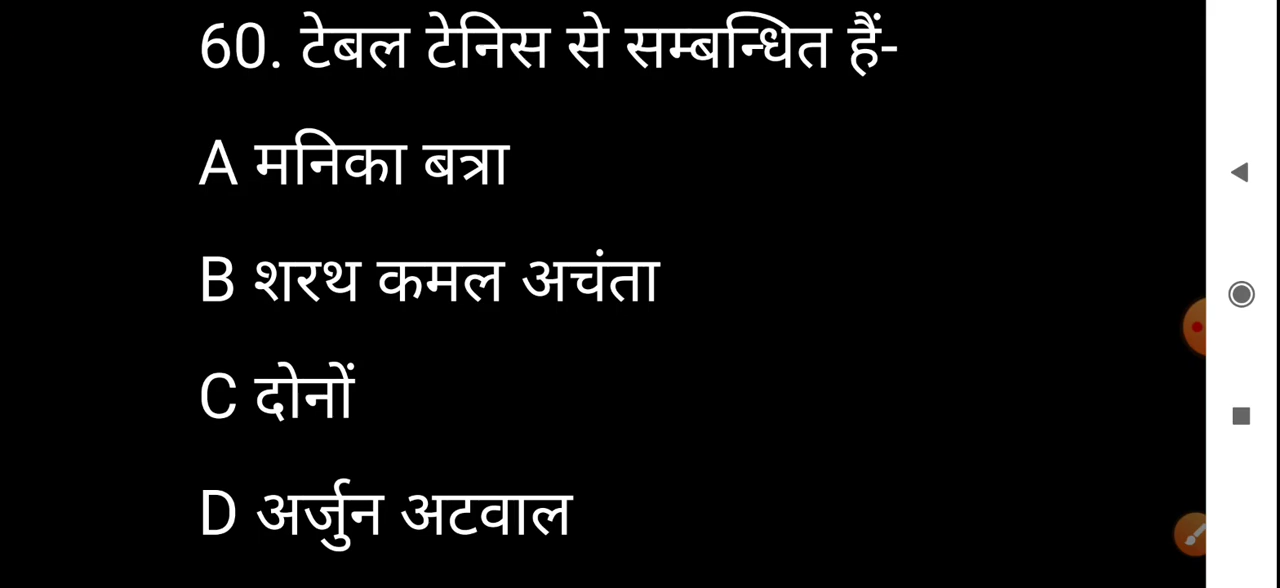 60. टेबल टेनिस से सम्बन्धित हैं-
A मनिका बत्रा
B शरथ कमल अचंता
C दोनों
D अर्जुन अटवाल